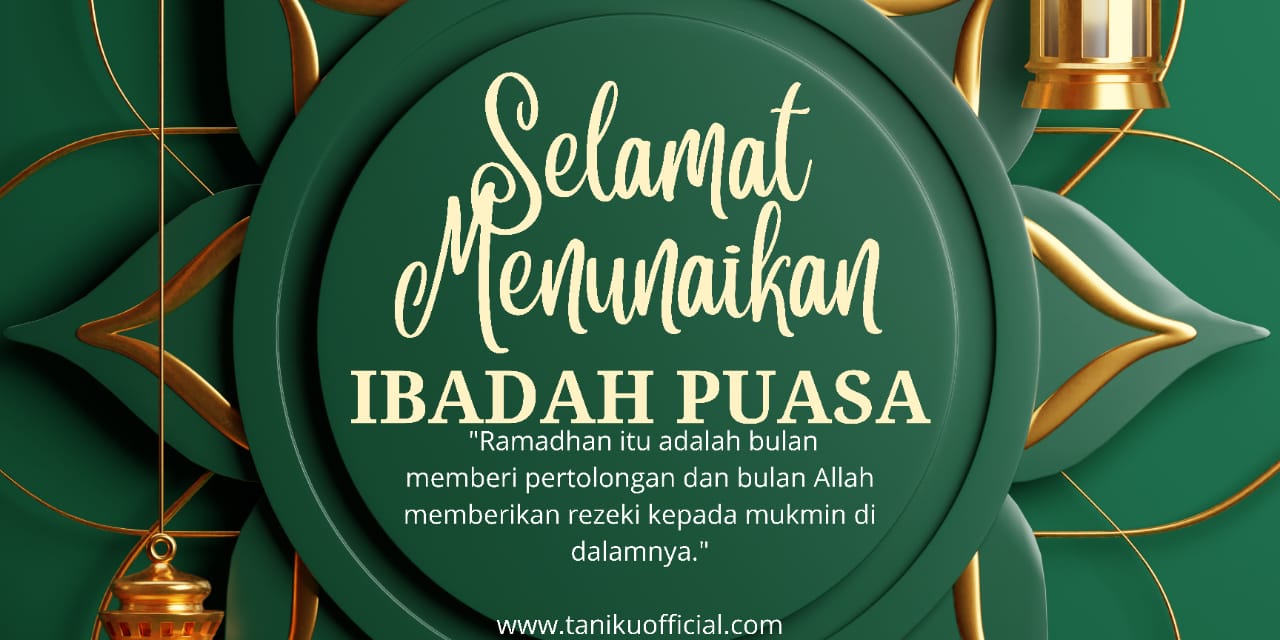 Selamat
Menunaikan
IBADAH PUASA
"Ramadhan itu adalah bulan
memberi pertolongan dan bulan Allah
memberikan rezeki kepada mukmin di
dalamnya."
www.tanikuofficial.com